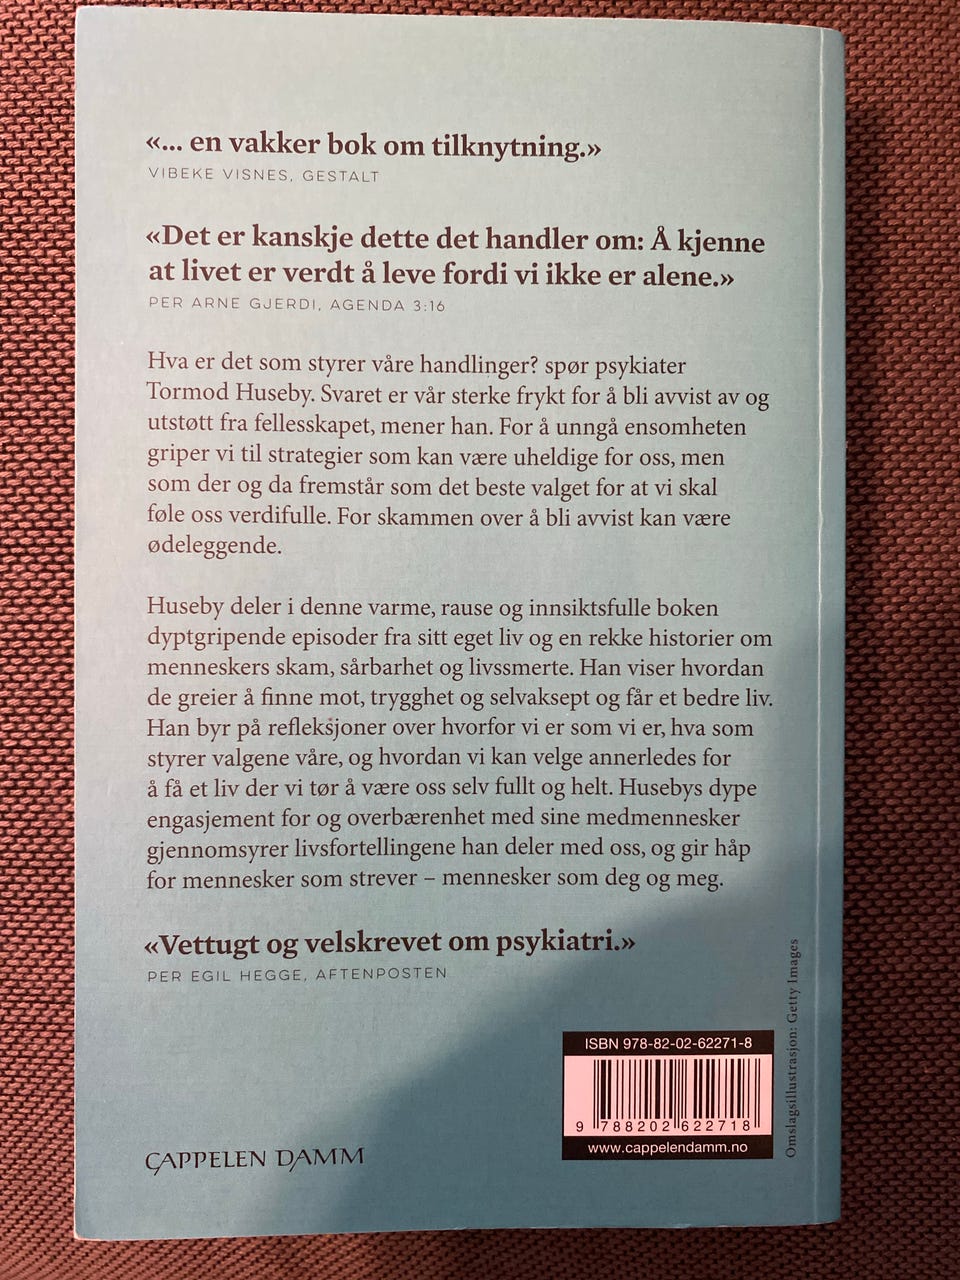 «... en vakker bok om tilknytning.»
VIBEKE VISNES, GESTALT
«Det er kanskje dette det handler om: Å kjenne
at livet er verdt å leve fordi vi ikke er alene.»
PER ARNE GJERDI, AGENDA 3:16
Hva er det som styrer våre handlinger? spør psykiater
Tormod Huseby. Svaret er vår sterke frykt for å bli avvist av og
utstøtt fra fellesskapet, mener han. For å unngå ensomheten
griper vi til strategier som kan være uheldige for oss, men
som der og da fremstår som det beste valget for at vi skal
føle oss verdifulle. For skammen over å bli avvist kan være
ødeleggende.
Huseby deler i denne varme, rause og innsiktsfulle boken
dyptgripende episoder fra sitt eget liv og en rekke historier om
menneskers skam, sårbarhet og livssmerte. Han viser hvordan
de greier å finne mot, trygghet og selvaksept og får et bedre liv.
Han byr på refleksjoner over hvorfor vi er som vi er, hva som
styrer valgene våre, og hvordan vi kan velge annerledes for
å få et liv der vi tør å være oss selv fullt og helt. Husebys dype
engasjement for og overbærenhet med sine medmennesker
gjennomsyrer livsfortellingene han deler med oss, og gir håp
for mennesker som strever – mennesker som deg og meg.
«Vettugt og velskrevet om psykiatri.»
PER EGIL HEGGE, AFTENPOSTEN
Omslagsillustrasjon: Getty Images
ISBN 978-82-02-62271-8
9 788202 622718
www.cappelendamm.no
CAPPELEN DAMM